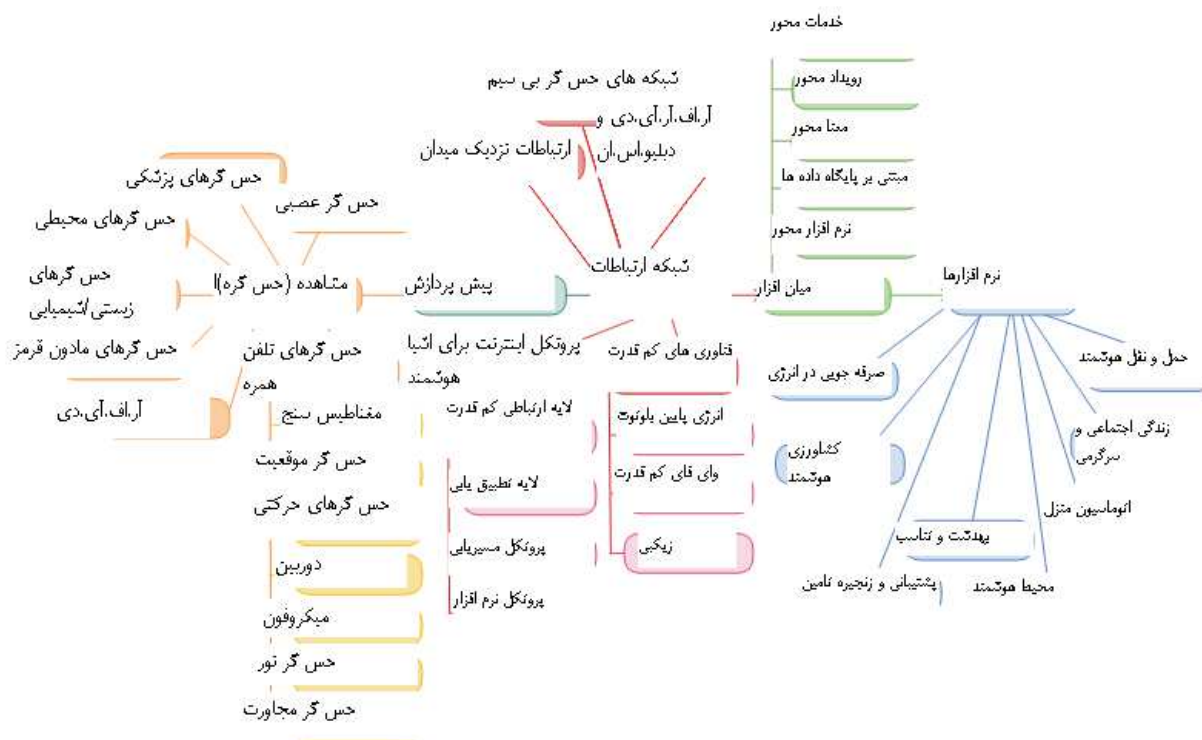 خدمات محور
رویداد محور
معنا محور
مبتنی بر پایگاه داده ها
نرم افزار محور
میان افزار
نرم افزارها
حمل و نقل هوشمند
صرفه جویی در انرژی
زندگی اجتماعی و
سرگرمی
کشاورزی
هوشمند
اتوماسیون منزل
بهداشت و تناسب
محیط هوشمند
پشتیبانی و زنجیره تامین
شبکه های حس گر بی سیم
آر.اف.آر.آی.دی و
دبلیو.اس.ان
ارتباطات نزدیک میدان
شبکه ارتباطات
فناوری های کم قدرت
انرژی پایین بلوتوث
وای فای کم قدرت
زیکبی
پروتکل اینترنت برای اشیا
هوشمند
لایه ارتباطی کم قدرت
لایه تطبیق یابی
پروتکل مسیریابی
پروتکل نرم افزار
پیش پردازش
مشاهده (حس گره)ا
حس گرهای پزشکی
حس گر عصبی
حس گرهای محیطی
حس گرهای
زیستی/شیمیایی
حس گرهای مادون قرمز
آر.اف.آی.دی
حس گرهای تلفن
همره
مغناطیس سنج
حس گر موقعیت
حس گرهای حرکتی
دوربین
میکروفون
حس گر نور
حس گر مجاورت